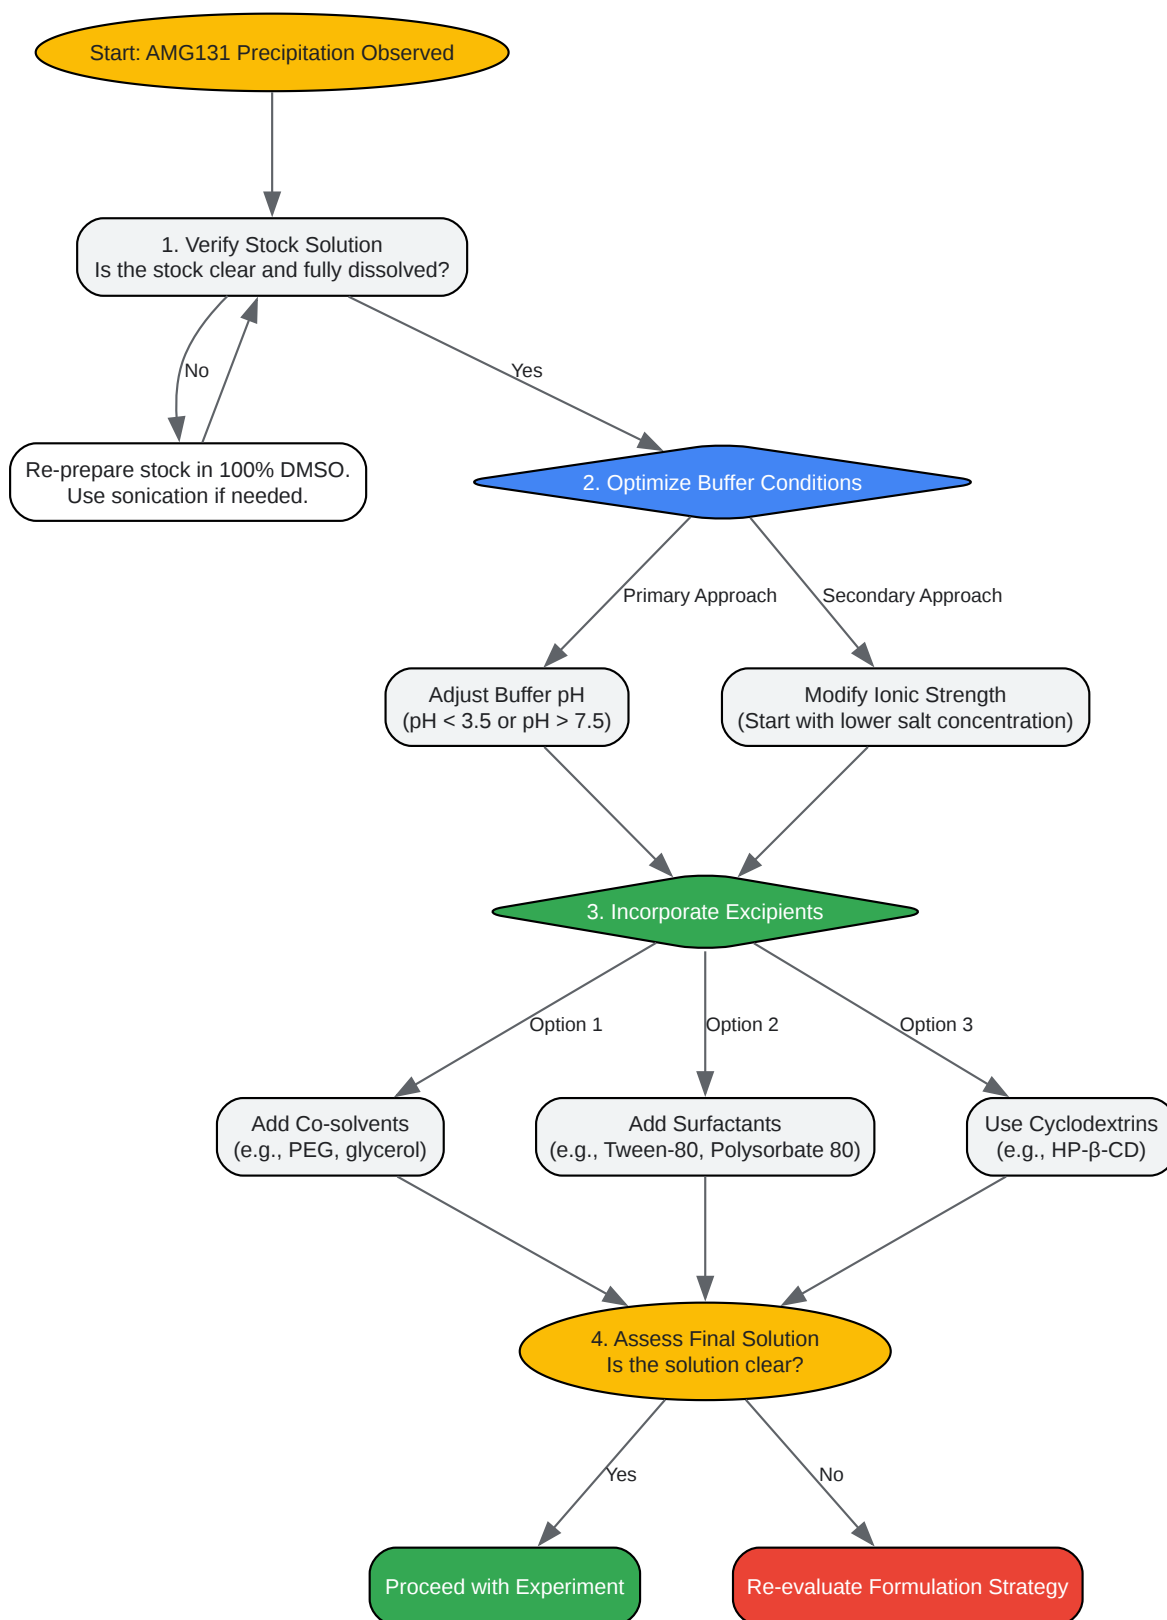 Start: AMG131 Precipitation Observed
1. Verify Stock Solution
Is the stock clear and fully dissolved?
No
Yes
Re-prepare stock in 100% DMSO.
Use sonication if needed.
2. Optimize Buffer Conditions
Primary Approach
Secondary Approach
Adjust Buffer pH
(pH < 3.5 or pH > 7.5)
Modify Ionic Strength
(Start with lower salt concentration)
3. Incorporate Excipients
Option 1
Option 2
Option 3
Add Co-solvents
(e.g., PEG, glycerol)
Add Surfactants
(e.g., Tween-80, Polysorbate 80)
Use Cyclodextrins
(e.g., HP-β-CD)
4. Assess Final Solution
Is the solution clear?
Yes
No
Proceed with Experiment
Re-evaluate Formulation Strategy